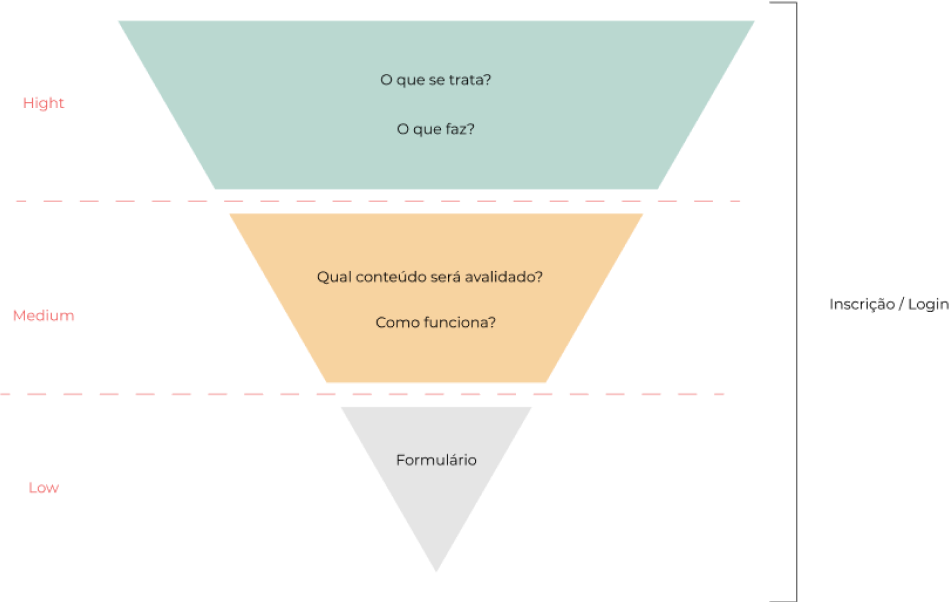 O que se trata?
Hight
O que faz?
Qual conteúdo será avalidado?
Inscrição / Login
Medium
Como funciona?
Formulário
Low